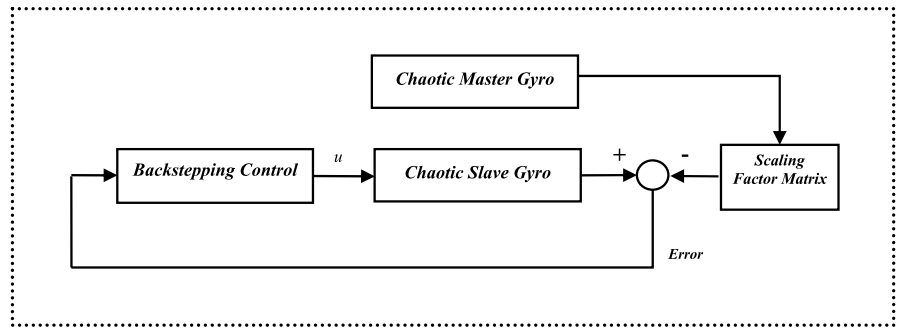 Chaotic Master Gyro
Backstepping Control
u
Chaotic Slave Gyro
+
-
Scaling
Factor Matrix
Error